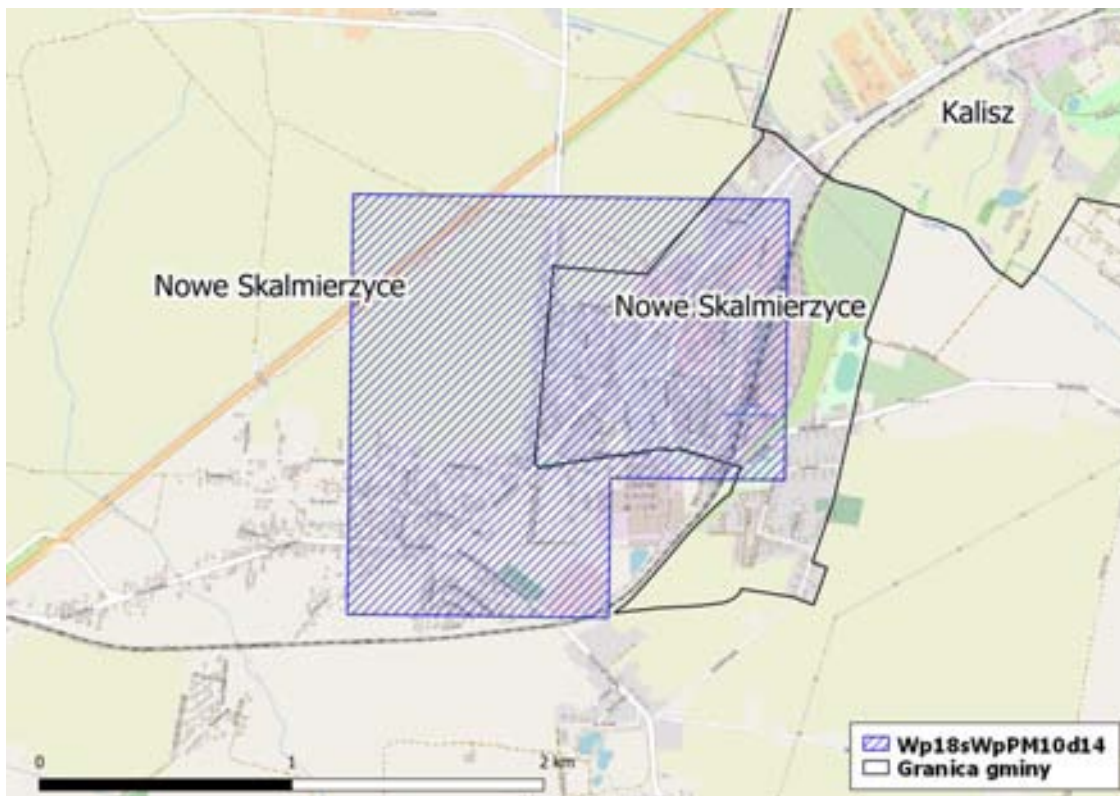 Kalisz
Nowe Skalmierzyce
Nowe Skalmierzyce
0
1
2 km
Wp18sWpPM10d14
Granica gminy